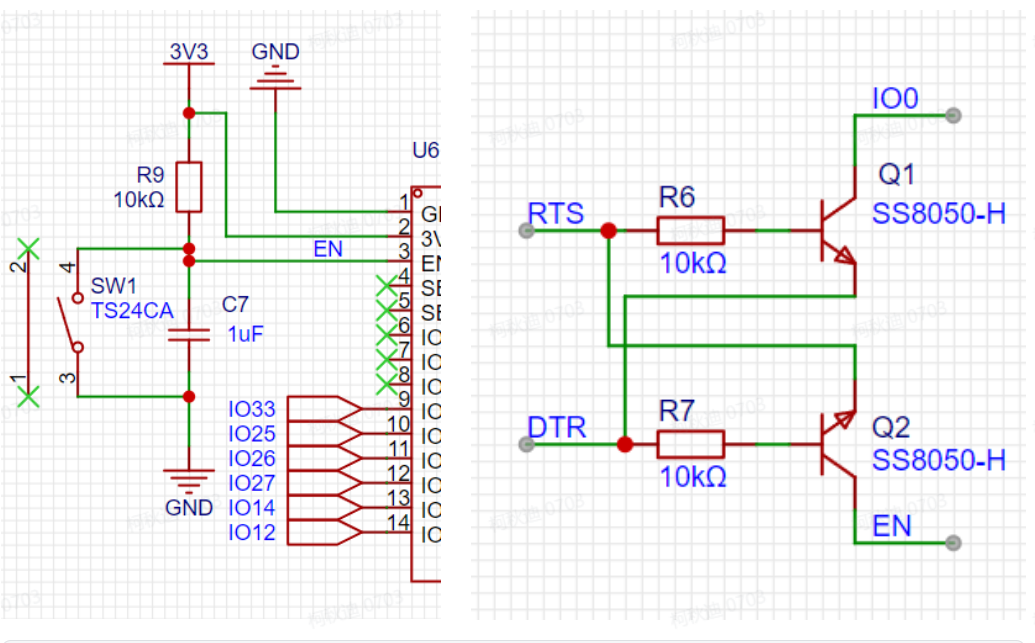 3V3
GND
U6
R9
10kΩ
1
GI
2
3V
EN
3
EN
2
4
SW1
TS24CA
C7
1uF
4
SE
5
SE
6
IO
7
IO
8
IO
1
3
IO33
9
IO
IO25
10
IO
IO26
11
IO
IO27
12
IO
IO14
13
IO
IO12
14
IO
GND
IO0
Q1
SS8050-H
RTS
R6
10kΩ
DTR
R7
10kΩ
Q2
SS8050-H
EN